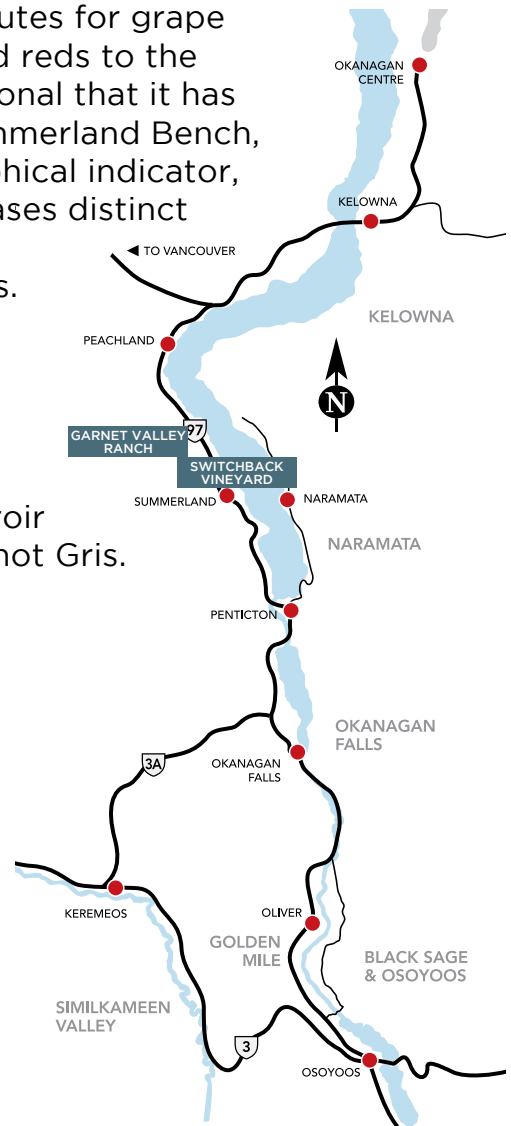 utes for grape
d reds to the
onal that it has
mmerland Bench,
phical indicator,
ases distinct
s.
oir
not Gris.
OKANAGAN
CENTRE
KELOWNA
◄ TO VANCOUVER
KELOWNA
PEACHLAND
N
97
GARNET VALLEY
RANCH
SWITCHBACK
VINEYARD
SUMMERLAND
NARAMATA
NARAMATA
PENTICTON
OKANAGAN
FALLS
3A
OKANAGAN
FALLS
KEREMEOS
OLIVER
GOLDEN
MILE
BLACK SAGE
& OSOYOOS
SIMILKAMEEN
VALLEY
3
OSOYOOS